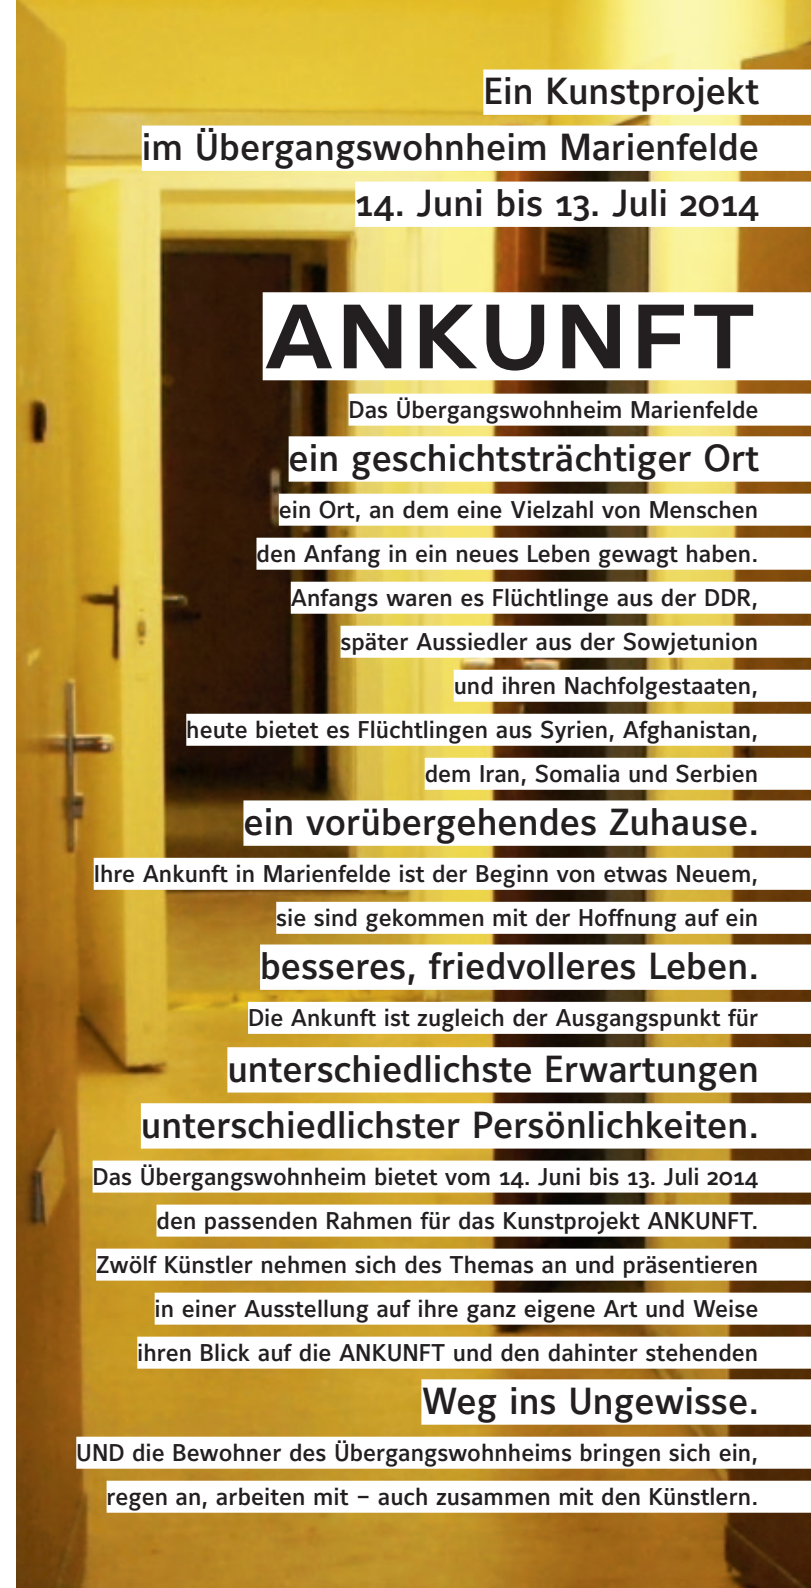 Ein Kunstprojekt
im Übergangswohnheim Marienfelde
14. Juni bis 13. Juli 2014
ANKUNFT
Das Übergangswohnheim Marienfelde
ein geschichtsträchtiger Ort
ein Ort, an dem eine Vielzahl von Menschen
den Anfang in ein neues Leben gewagt haben.
Anfangs waren es Flüchtlinge aus der DDR,
später Aussiedler aus der Sowjetunion
und ihren Nachfolgestaaten,
heute bietet es Flüchtlingen aus Syrien, Afghanistan,
dem Iran, Somalia und Serbien
ein vorübergehendes Zuhause.
Ihre Ankunft in Marienfelde ist der Beginn von etwas Neuem,
sie sind gekommen mit der Hoffnung auf ein
besseres, friedvolleres Leben.
Die Ankunft ist zugleich der Ausgangspunkt für
unterschiedlichste Erwartungen
unterschiedlichster Persönlichkeiten.
Das Übergangswohnheim bietet vom 14. Juni bis 13. Juli 2014
den passenden Rahmen für das Kunstprojekt ANKUNFT.
Zwölf Künstler nehmen sich des Themas an und präsentieren
in einer Ausstellung auf ihre ganz eigene Art und Weise
ihren Blick auf die ANKUNFT und den dahinter stehenden
Weg ins Ungewisse.
UND die Bewohner des Übergangswohnheims bringen sich ein,
regen an, arbeiten mit – auch zusammen mit den Künstlern.